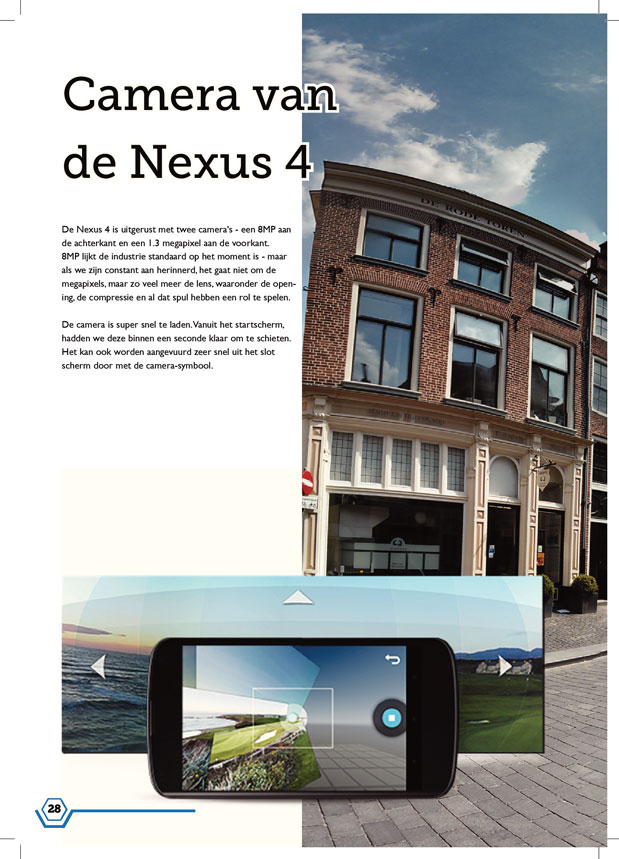 Camera van
de Nexus 4
De Nexus 4 is uitgerust met twee camera's - een 8MP aan
de achterkant en een 1.3 megapixel aan de voorkant.
8MP lijkt de industrie standaard op het moment is - maar
als we zijn constant aan herinnerd, het gaat niet om de
megapixels, maar zo veel meer de lens, waaronder de open-
ing, de compressie en al dat spul hebben een rol te spelen.
De camera is super snel te laden. Vanuit het startscherm,
hadden we deze binnen een seconde klaar om te schieten.
Het kan ook worden aangevuurd zeer snel uit het slot
scherm door met de camera-symbool.
DE RODE TOREN
28